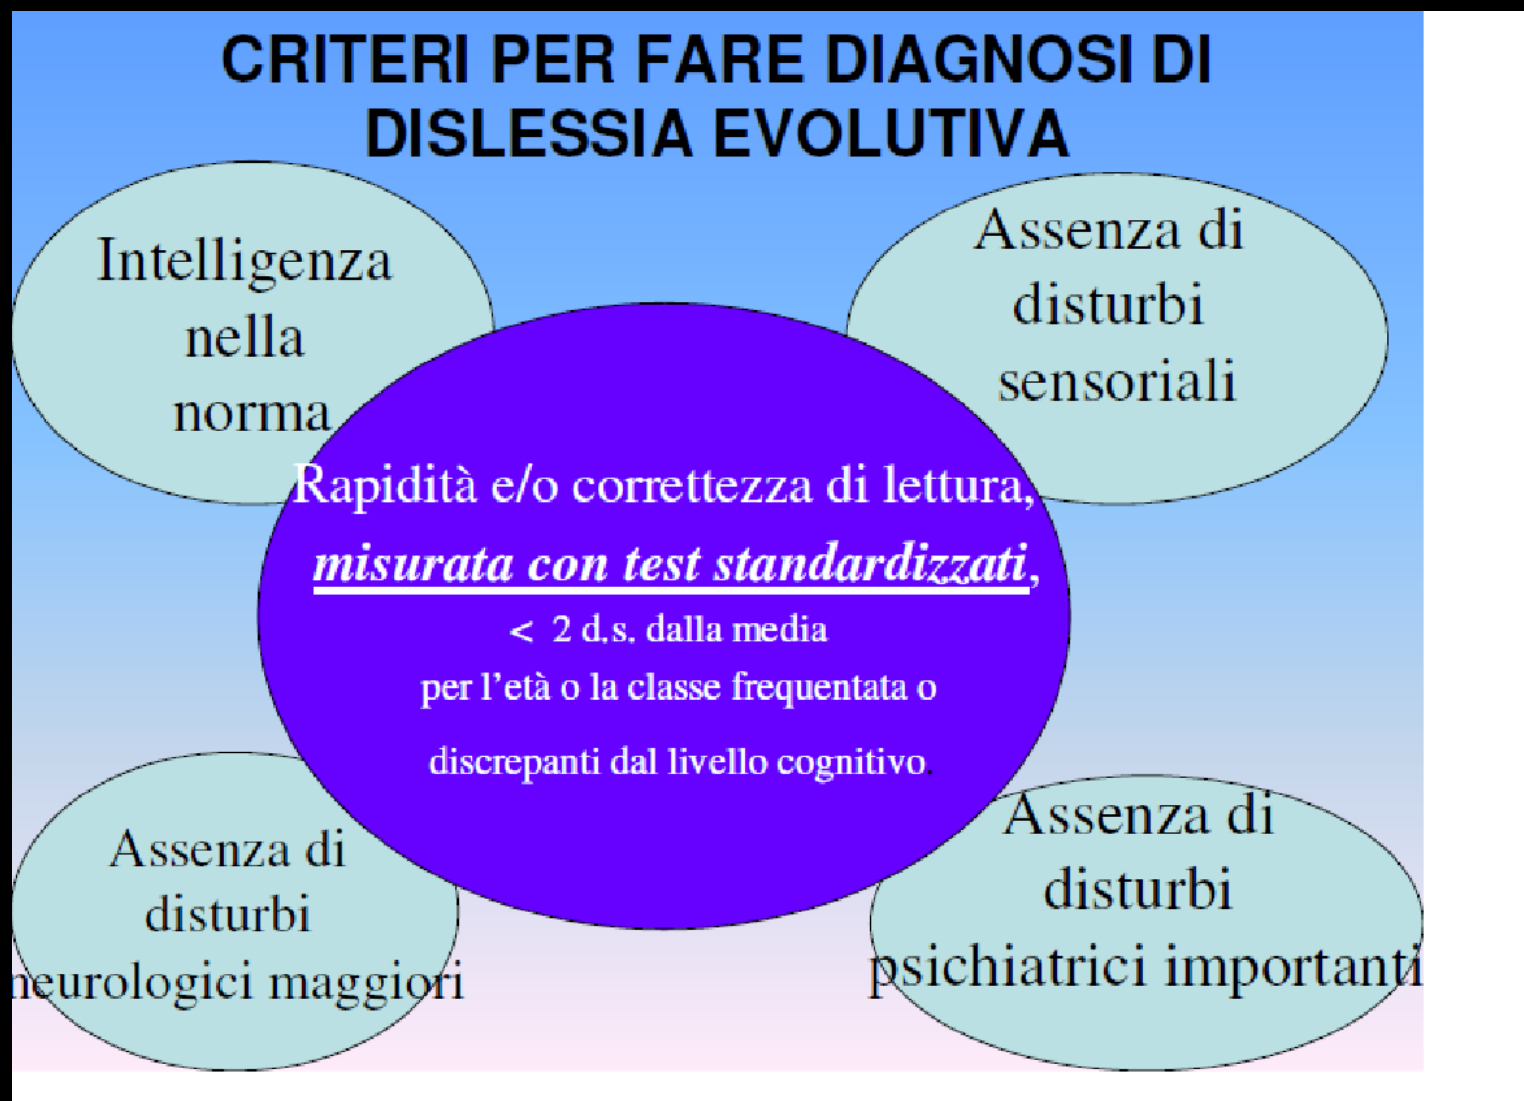 CRITERI PER FARE DIAGNOSI DI
DISLESSIA EVOLUTIVA
Intelligenza
nella
norma
Assenza di
disturbi
sensoriali
Rapidità e/o correttezza di lettura,
misurata con test standardizzati,
< 2 d.s. dalla media
per l’età o la classe frequentata o
discrepanti dal livello cognitivo.
Assenza di
disturbi
neurologici maggiori
Assenza di
disturbi
psichiatrici importanti